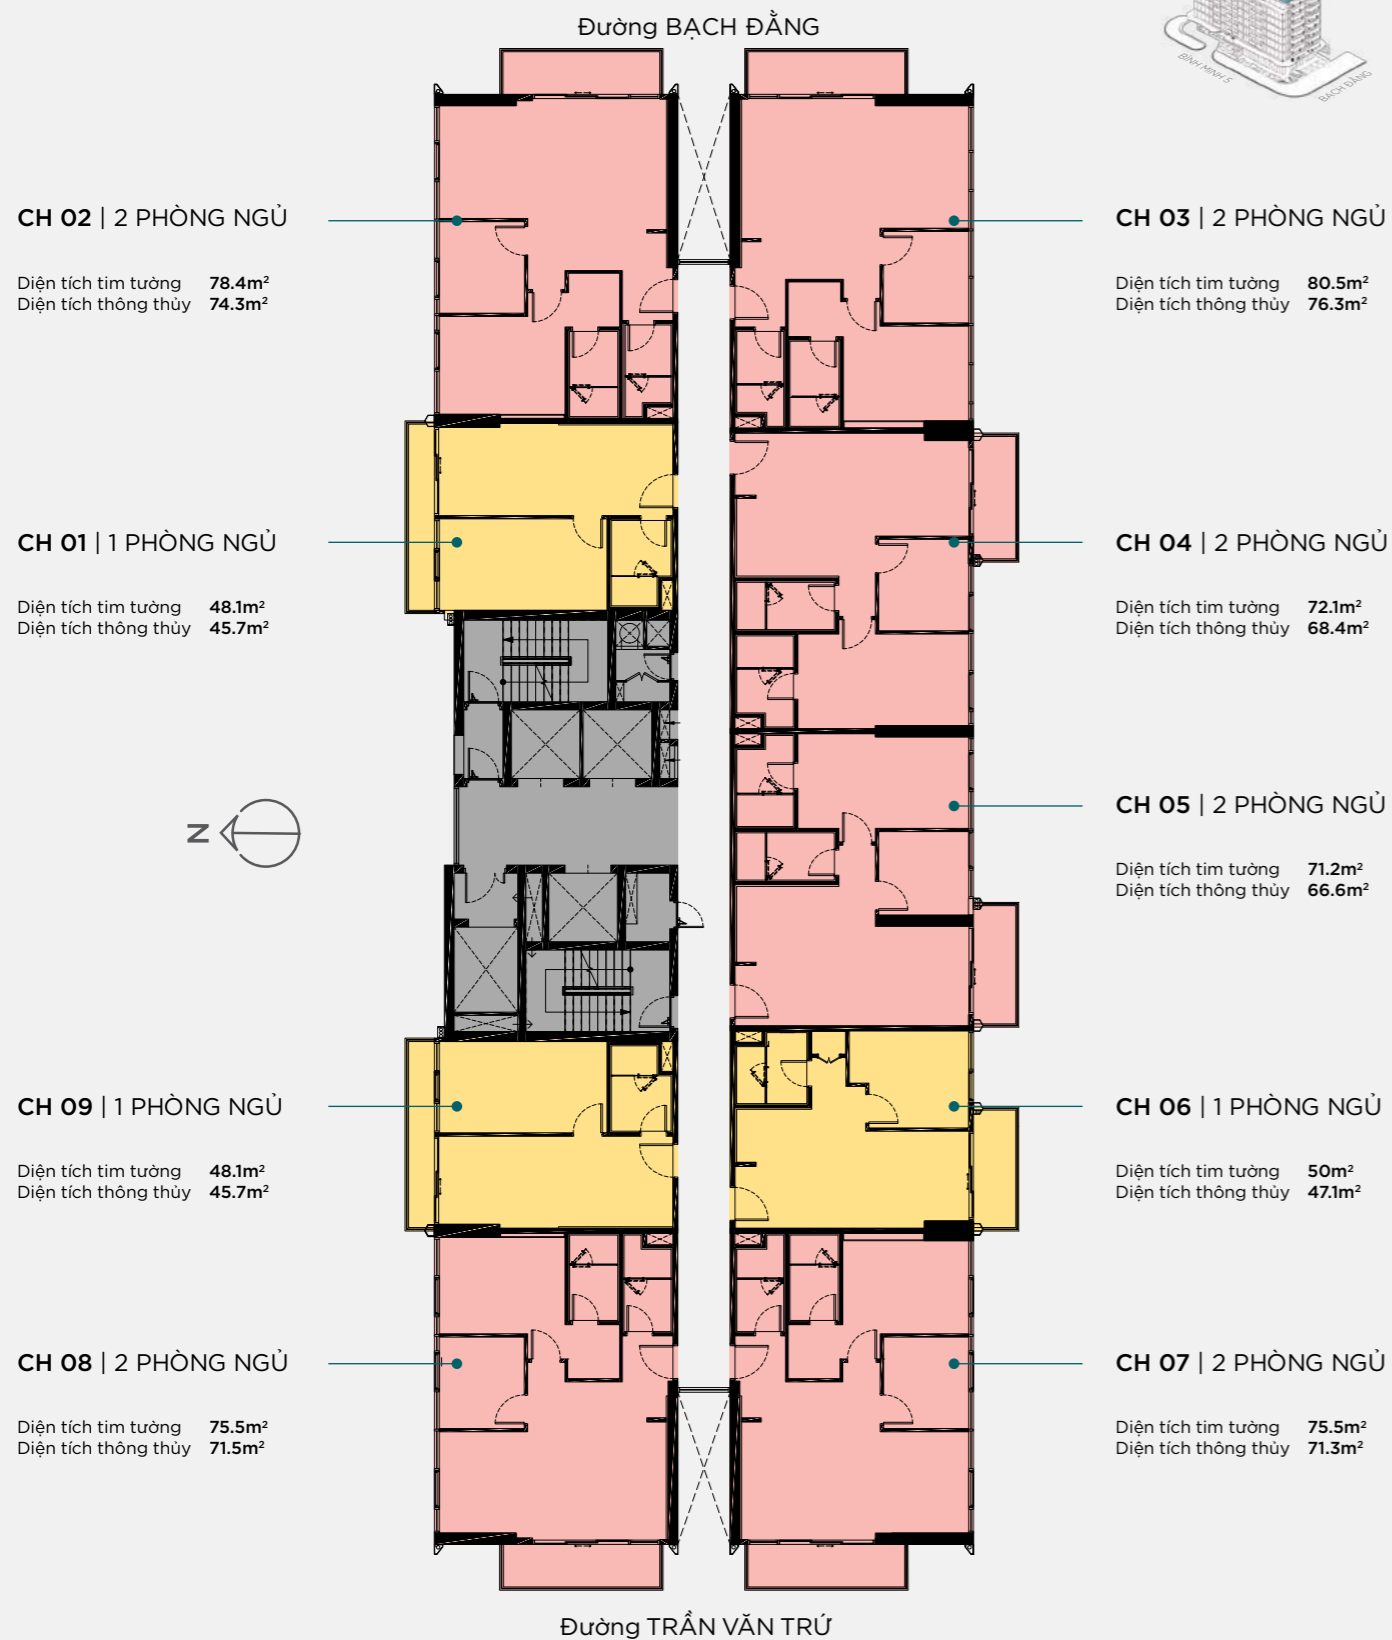 Đường BẠCH ĐẰNG
BÌNH MINH 5
BẠCH ĐẰNG
CH 02 | 2 PHÒNG NGỦ
Diện tích tim tường 78.4m²
Diện tích thông thủy 74.3m²
CH 03 | 2 PHÒNG NGỦ
Diện tích tim tường 80.5m²
Diện tích thông thủy 76.3m²
CH 01 | 1 PHÒNG NGỦ
Diện tích tim tường 48.1m²
Diện tích thông thủy 45.7m²
CH 04 | 2 PHÒNG NGỦ
Diện tích tim tường 72.1m²
Diện tích thông thủy 68.4m²
N
CH 05 | 2 PHÒNG NGỦ
Diện tích tim tường 71.2m²
Diện tích thông thủy 66.6m²
CH 09 | 1 PHÒNG NGỦ
Diện tích tim tường 48.1m²
Diện tích thông thủy 45.7m²
CH 06 | 1 PHÒNG NGỦ
Diện tích tim tường 50m²
Diện tích thông thủy 47.1m²
CH 08 | 2 PHÒNG NGỦ
Diện tích tim tường 75.5m²
Diện tích thông thủy 71.5m²
CH 07 | 2 PHÒNG NGỦ
Diện tích tim tường 75.5m²
Diện tích thông thủy 71.3m²
Đường TRẦN VĂN TRỨ